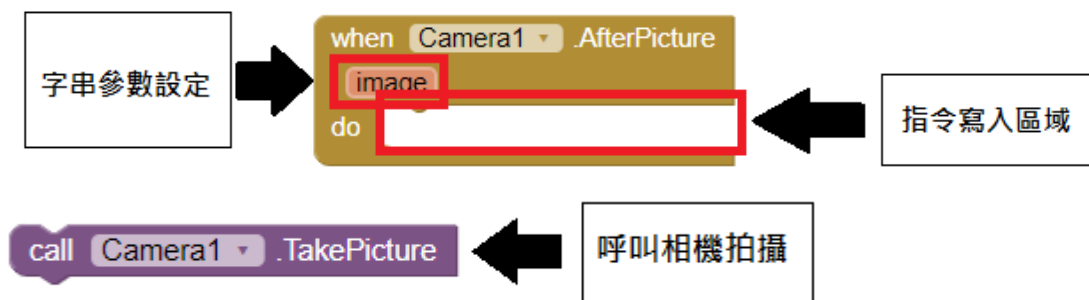 when Camera1 .AfterPicture
字串參數設定
image
指令寫入區域
do
call Camera1 .TakePicture
呼叫相機拍攝